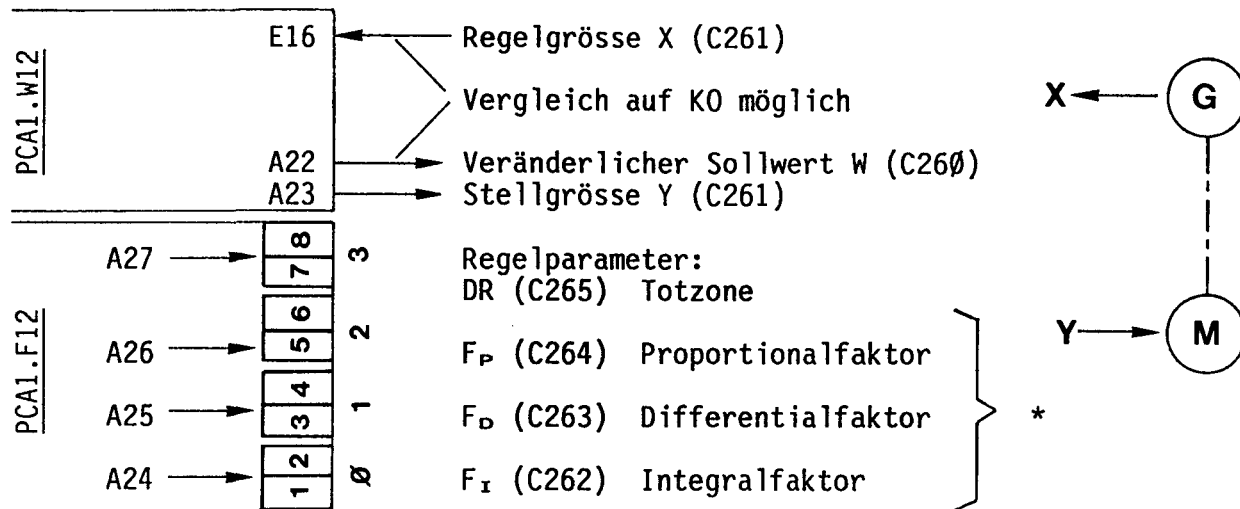 PCA1.W12
E16 Regelgrösse X (C261)
Vergleich auf KO möglich
A22 Veränderlicher Sollwert W (C26Ø)
A23 Stellgrösse Y (C261)
X G
PCA1.F12
A27 7 8 3 Regelparameter:
DR (C265) Totzone
A26 5 6 2 FP (C264) Proportionalfaktor
Y M
A25 3 4 1 FD (C263) Differentialfaktor *
A24 1 2 Ø FI (C262) Integralfaktor